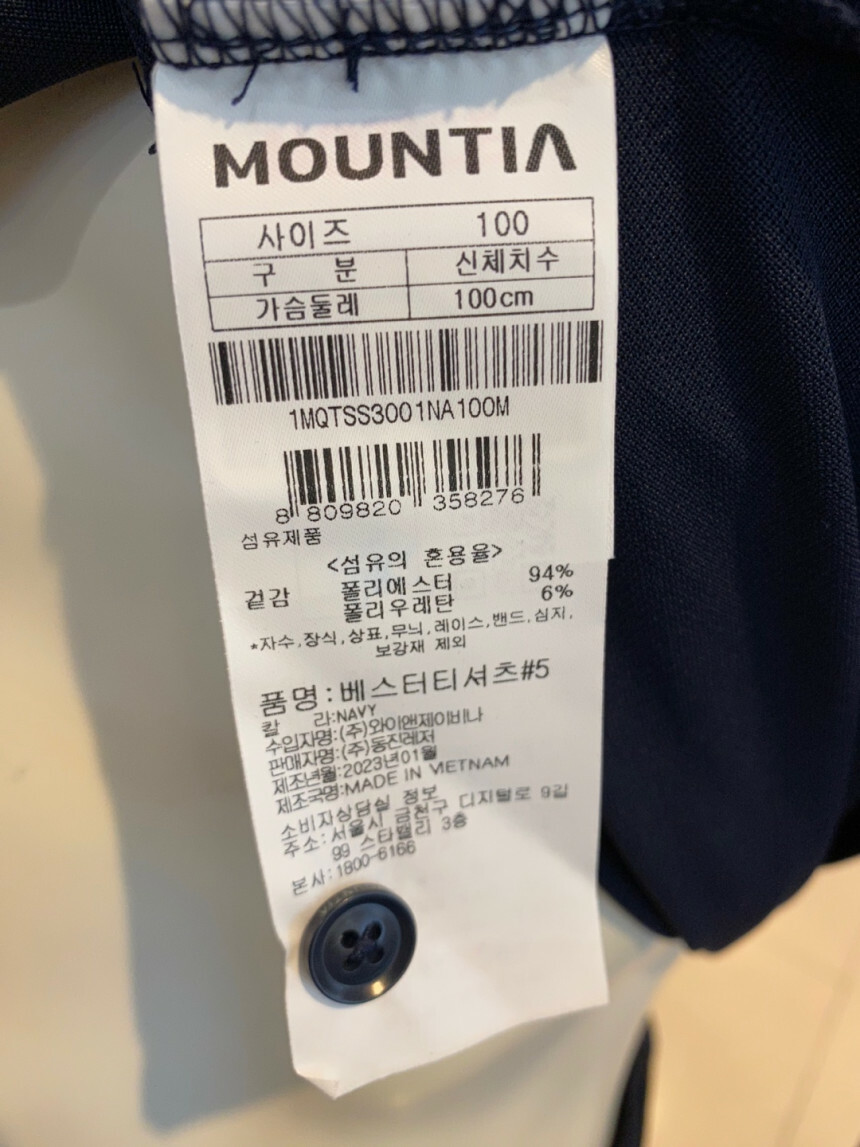 MOUNTIA
사이즈 100
구 분 신체치수
가슴둘레 100cm
1MQTSS3001NA100M
8 809820 358276
섬유제품
<섬유의 혼용율>
겉감 폴리에스터 94%
폴리우레탄 6%
*자수,장식,상표,무늬,레이스,밴드,심지,
보강재 제외
품명:베스터티셔츠#5
칼 라:NAVY
수입자명:(주)와이앤제이비나
판매자명:(주)동진레저
제조년월:2023년01월
제조국명:MADE IN VIETNAM
소비자상담실 정보
주소:서울시 금천구 디지털로 9길
99 스타밸리 3층
본사:1800-6166